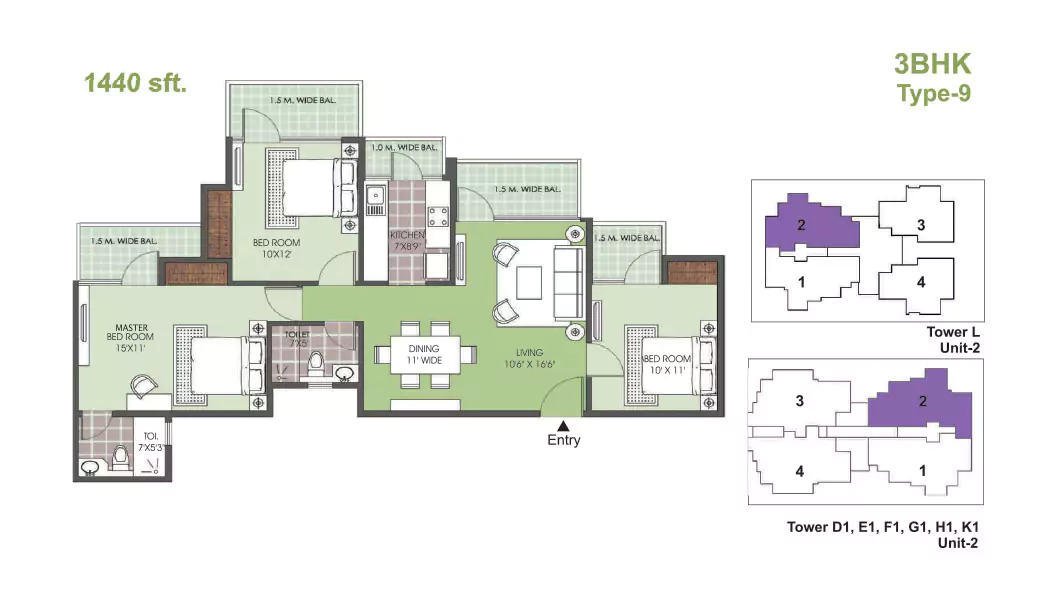 1440 sft.
3BHK
Type-9
1.5 M. WIDE BAL.
1.0 M. WIDE BAL.
1.5 M. WIDE BAL.
1.5 M. WIDE BAL.
1.5 M. WIDE BAL.
BED ROOM
10'X12'
KITCHEN
7'X8'9"
MASTER
BED ROOM
15'X11'
TOILET
7'X5'
DINING
11' WIDE
LIVING
10'6" X 16'6"
BED ROOM
10' X 11'
TOI.
7'X5'3"
Entry
2
3
1
4
Tower L
Unit-2
3
2
4
1
Tower D1, E1, F1, G1, H1, K1
Unit-2